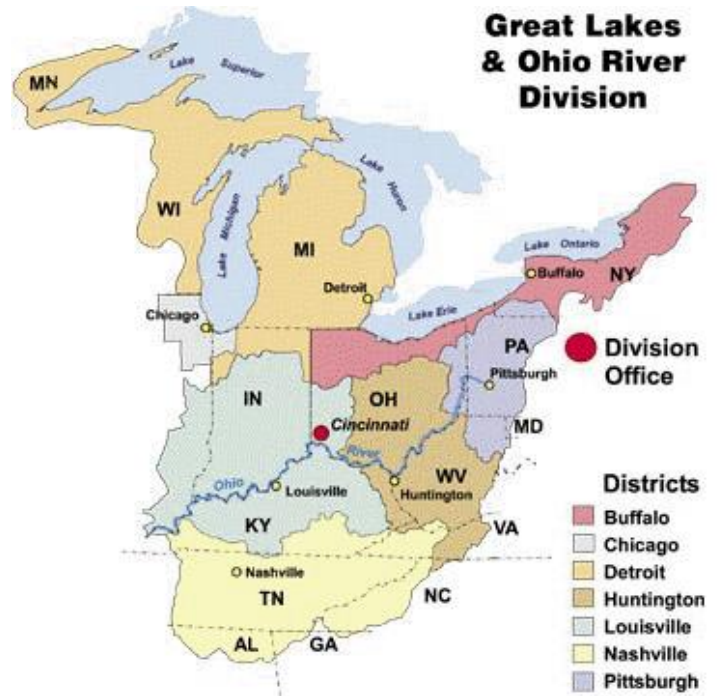 Great Lakes
& Ohio River
Division
MN
Lake Superior
WI
Lake Michigan
Lake Huron
MI
Lake Ontario
Detroit
Buffalo
NY
Lake Erie
Chicago
PA
Division
Office
Pittsburgh
IN
OH
Cincinnati
MD
River
Ohio
WV
Louisville
Huntington
KY
VA
Nashville
TN
NC
AL
GA
Districts
Buffalo
Chicago
Detroit
Huntington
Louisville
Nashville
Pittsburgh